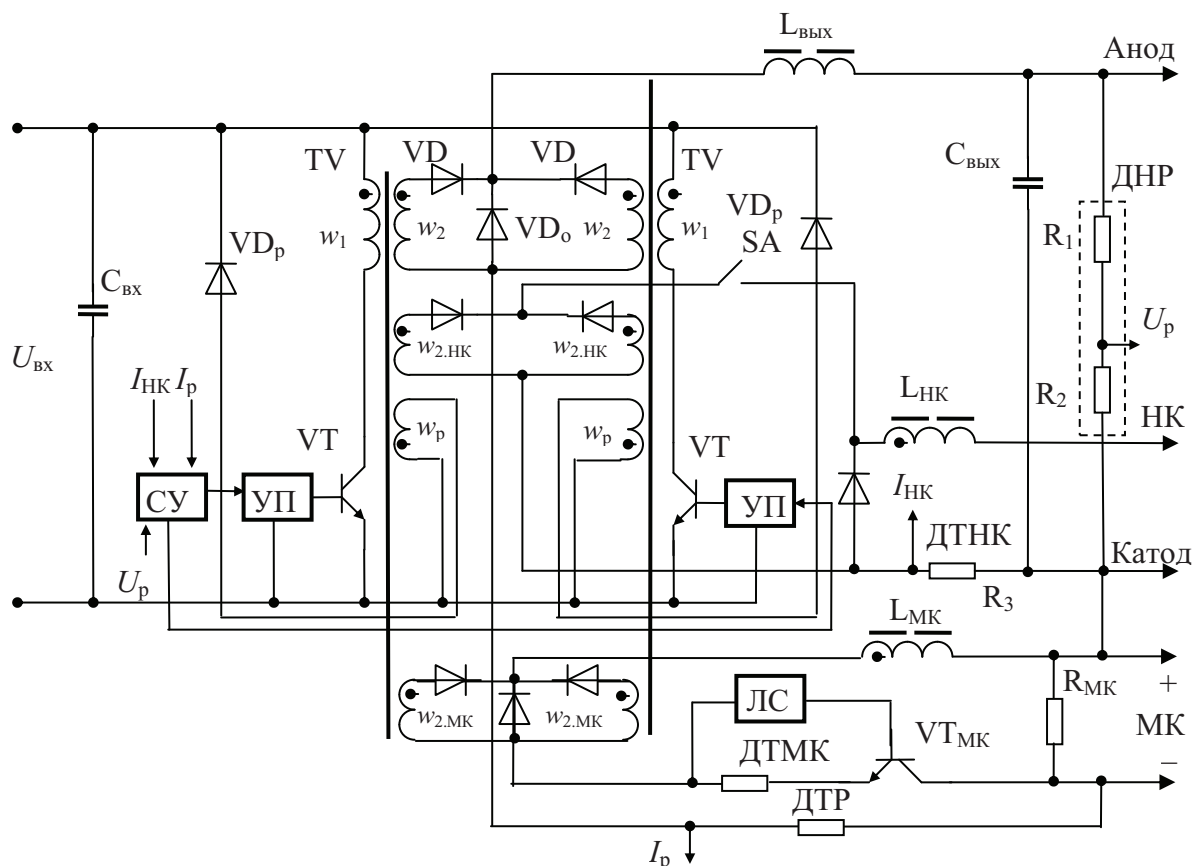 Lвых
Анод
TV VD VD TV
Cвых
ДНР
w1 w2 VDо w2 w1
VDр
SA
VDр
R1
Cвх
Uр
w2.НК w2.НК
Uвх
IНК Iр
LНК
R2
НК
wр wр
VT VT
СУ УП УП
IНК
ДТНК
Катод
Uр
R3
LМК
RМК
+
w2.МК w2.МК
ЛС
VTМК
МК
ДТМК
–
ДТР
Iр